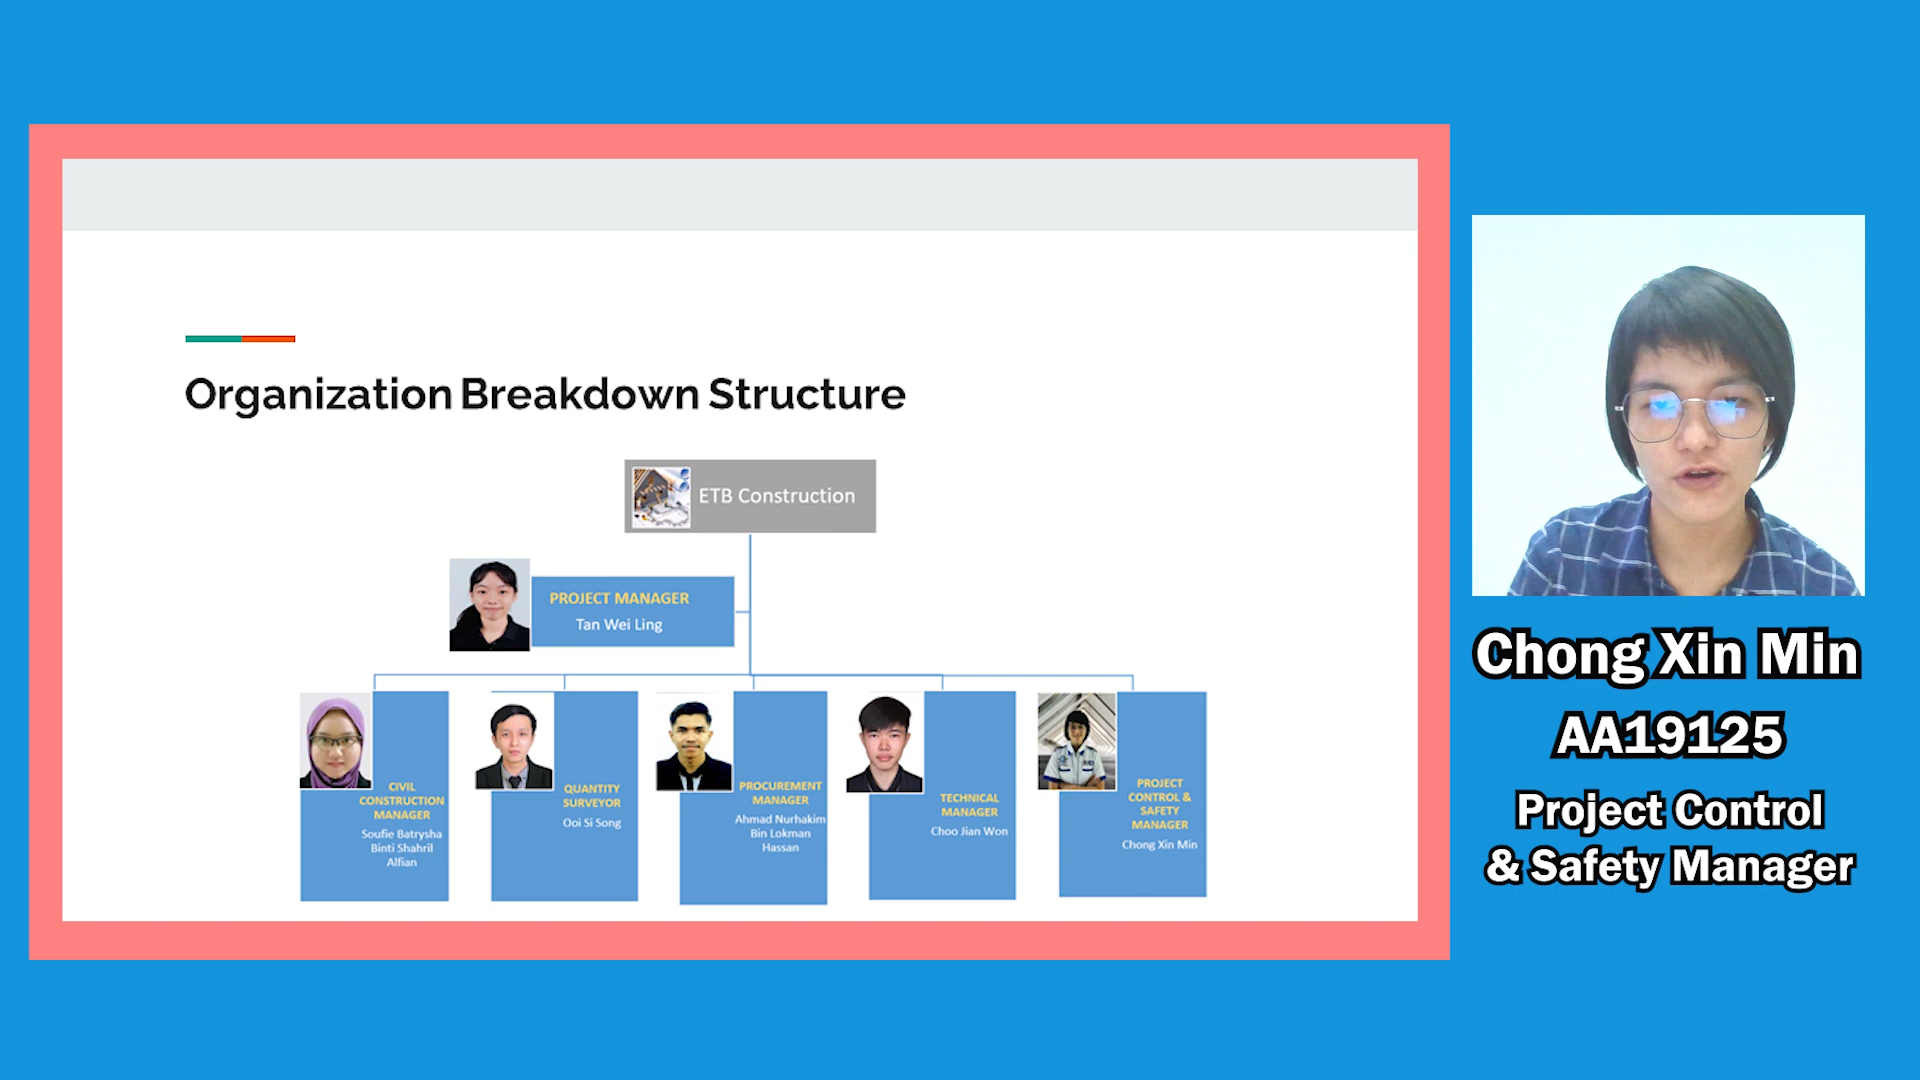 Organization Breakdown Structure
ETB Construction
PROJECT MANAGER
Tan Wei Ling
CIVIL
CONSTRUCTION
MANAGER
Soufie Batrysha
Binti Shahril
Alfian
QUANTITY
SURVEYOR
Ooi Si Song
PROCUREMENT
MANAGER
Ahmad Nurhakim
Bin Lokman
Hassan
TECHNICAL
MANAGER
Choo Jian Won
PROJECT
CONTROL &
SAFETY
MANAGER
Chong Xin Min
Chong Xin Min
AA19125
Project Control
& Safety Manager